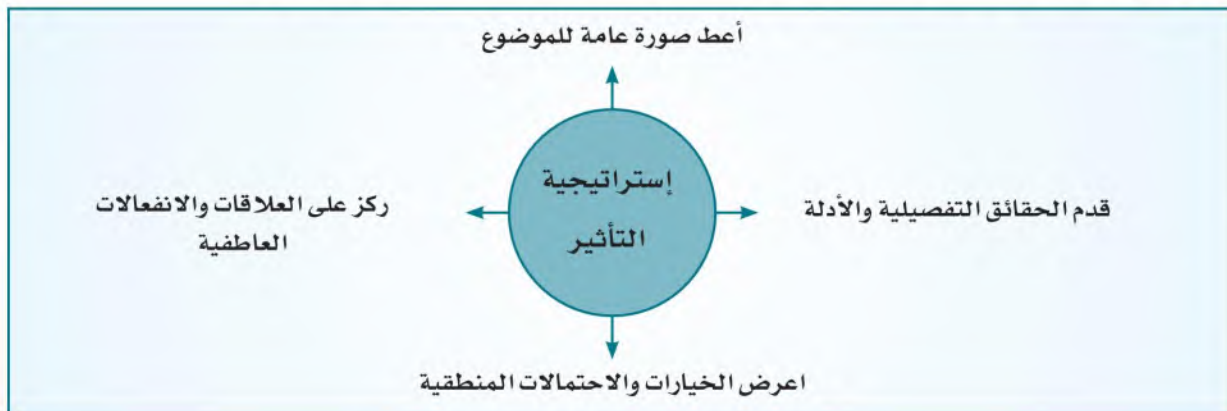 أعط صورة عامة للموضوع
إستراتيجية
التأثير
قدم الحقائق التفصيلية والأدلة
ركز على العلاقات والانفعالات
العاطفية
اعرض الخيارات والاحتمالات المنطقية